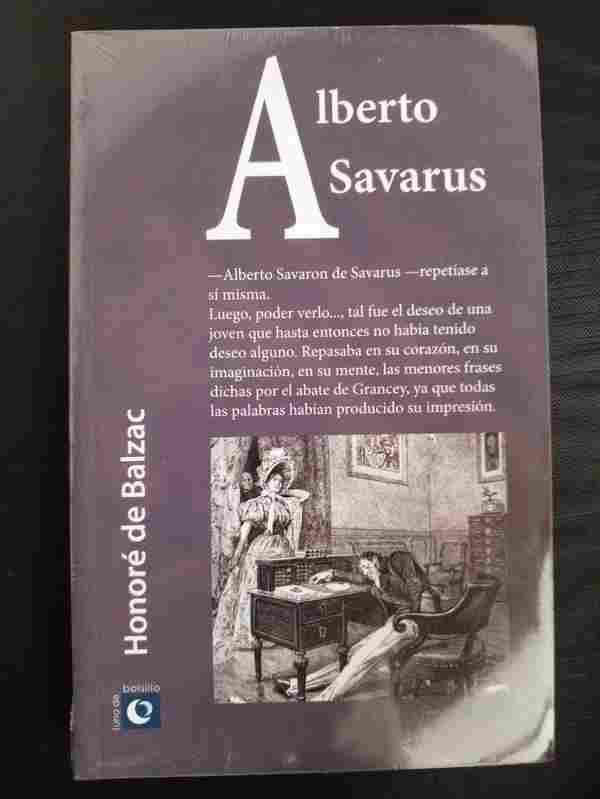 Alberto
Savarus
—Alberto Savaron de Savarus —repetíase a
sí misma.
Luego, poder verlo..., tal fue el deseo de una
joven que hasta entonces no había tenido
deseo alguno. Repasaba en su corazón, en su
imaginación, en su mente, las menores frases
dichas por el abate de Grancey, ya que todas
las palabras habían producido su impresión.
Honoré de Balzac
luna de
bolsillo